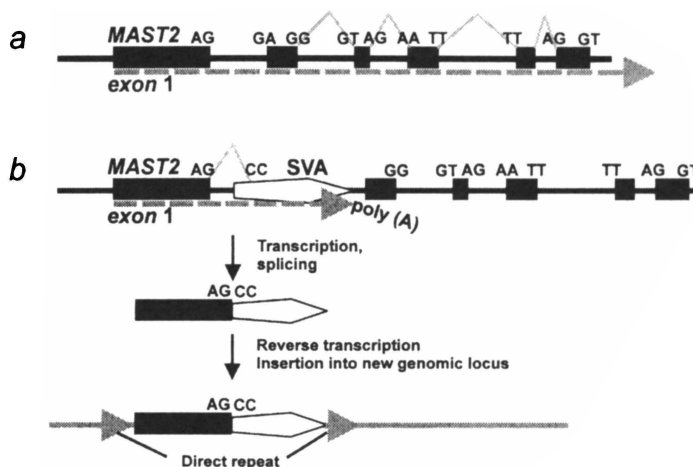 a
MAST2 AG GA GG GT AG AA TT TT AG GT
exon 1
b
MAST2 AG CC SVA GG GT AG AA TT TT AG GT
exon 1 poly (A)
Transcription,
splicing
AG CC
Reverse transcription
Insertion into new genomic locus
AG CC
Direct repeat